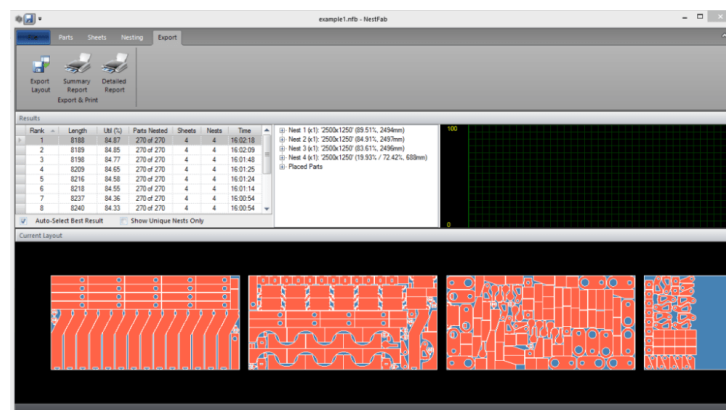 example1.nfb - NestFab
Parts Sheets Nesting Export
Export Layout
Summary Report
Detailed Report
Export & Print
Results
Rank Length Util (%) Parts Nested Sheets Nests Time
1 8188 84.87 270 of 270 4 4 16:02:18
2 8189 84.85 270 of 270 4 4 16:02:09
3 8198 84.77 270 of 270 4 4 16:01:48
4 8209 84.65 270 of 270 4 4 16:01:25
5 8216 84.58 270 of 270 4 4 16:01:24
6 8218 84.55 270 of 270 4 4 16:01:14
7 8237 84.36 270 of 270 4 4 16:00:54
8 8240 84.33 270 of 270 4 4 16:00:54
Auto-Select Best Result Show Unique Nests Only
Nest 1 (x1): '2500x1250' (89.51%, 2494mm)
Nest 2 (x1): '2500x1250' (84.91%, 2497mm)
Nest 3 (x1): '2500x1250' (83.61%, 2496mm)
Nest 4 (x1): '2500x1250' (19.93% / 72.42%, 688mm)
Placed Parts
100
0
Current Layout